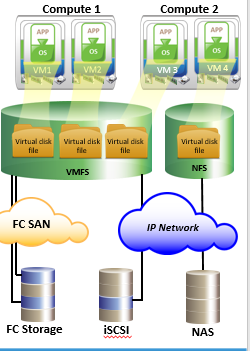 Compute 1
Compute 2
APP
OS
VM1
APP
OS
VM2
APP
OS
VM 3
APP
OS
VM 4
Virtual disk
file
Virtual disk
file
Virtual disk
file
VMFS
Virtual disk
file
NFS
FC SAN
IP Network
FC Storage
iSCSI
NAS